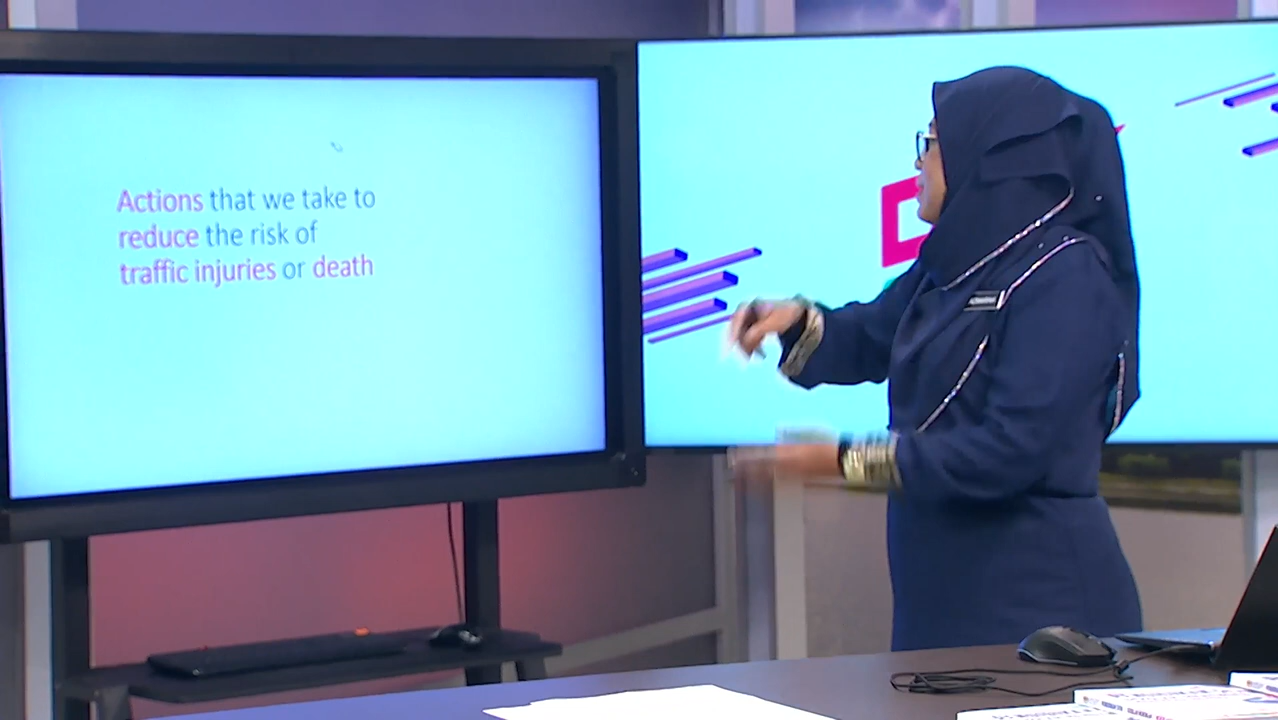 Actions that we take to
reduce the risk of
traffic injuries or death